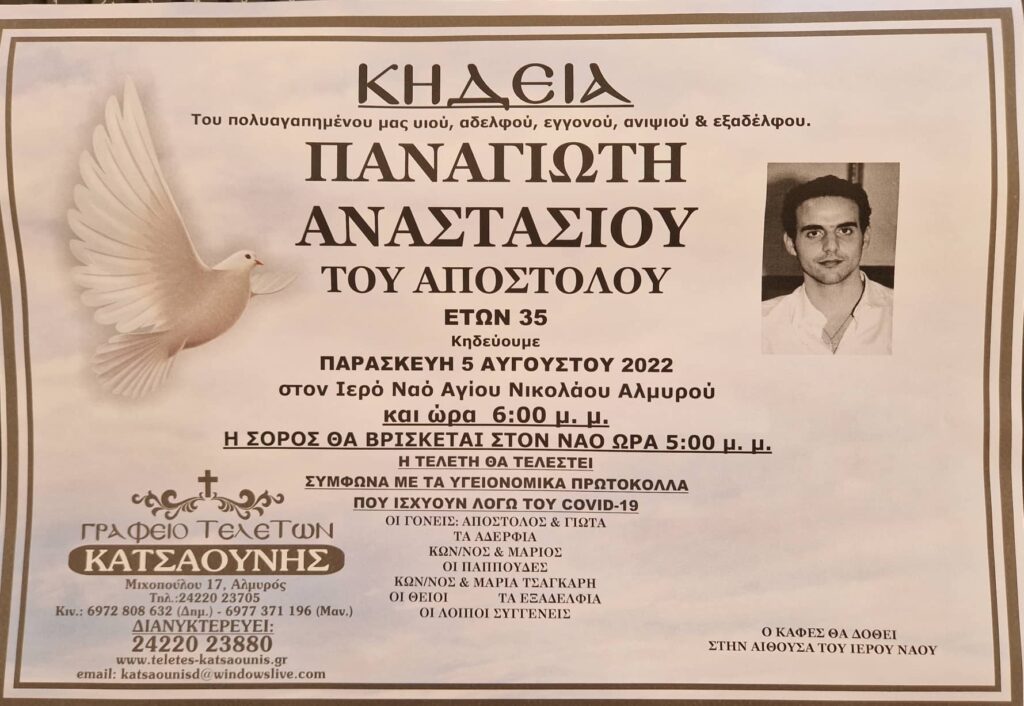 ΚΗΔΕΙΑ
Του πολυαγαπημένου μας υιού, αδελφού, εγγονού, ανιψιού & εξαδέλφου.
ΠΑΝΑΓΙΩΤΗ
ΑΝΑΣΤΑΣΙΟΥ
ΤΟΥ ΑΠΟΣΤΟΛΟΥ
ΕΤΩΝ 35
Κηδεύουμε
ΠΑΡΑΣΚΕΥΗ 5 ΑΥΓΟΥΣΤΟΥ 2022
στον Ιερό Ναό Αγίου Νικολάου Αλμυρού
και ώρα 6:00 μ. μ.
Η ΣΟΡΟΣ ΘΑ ΒΡΙΣΚΕΤΑΙ ΣΤΟΝ ΝΑΟ ΩΡΑ 5:00 μ. μ.
Η ΤΕΛΕΤΗ ΘΑ ΤΕΛΕΣΤΕΙ
ΣΥΜΦΩΝΑ ΜΕ ΤΑ ΥΓΕΙΟΝΟΜΙΚΑ ΠΡΩΤΟΚΟΛΛΑ
ΠΟΥ ΙΣΧΥΟΥΝ ΛΟΓΩ ΤΟΥ COVID-19
ΟΙ ΓΟΝΕΙΣ: ΑΠΟΣΤΟΛΟΣ & ΓΙΩΤΑ
ΤΑ ΑΔΕΡΦΙΑ
ΚΩΝ/ΝΟΣ & ΜΑΡΙΟΣ
ΟΙ ΠΑΠΠΟΥΔΕΣ
ΚΩΝ/ΝΟΣ & ΜΑΡΙΑ ΤΣΑΓΚΑΡΗ
ΟΙ ΘΕΙΟΙ ΤΑ ΕΞΑΔΕΛΦΙΑ
ΟΙ ΛΟΙΠΟΙ ΣΥΓΓΕΝΕΙΣ
ΓΡΑΦΕΙΟ ΤΕΛΕΤΩΝ
ΚΑΤΣΑΟΥΝΗΣ
Μιχοπούλου 17, Αλμυρός
Τηλ.:24220 23705
Κιν.: 6972 808 632 (Δημ.) - 6977 371 196 (Μαν.)
ΔΙΑΝΥΚΤΕΡΕΥΕΙ:
24220 23880
www.teletes-katsaounis.gr
email: katsaounisd@windowslive.com
Ο ΚΑΦΕΣ ΘΑ ΔΟΘΕΙ
ΣΤΗΝ ΑΙΘΟΥΣΑ ΤΟΥ ΙΕΡΟΥ ΝΑΟΥ